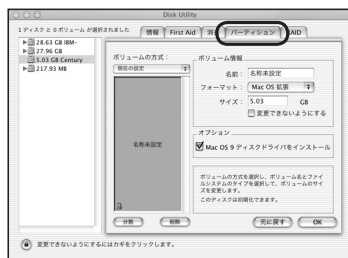 Disk Utility
1 ディスク と 0 ボリューム が選択されました
情報
First Aid
消去
パーティション
RAID
28.63 GB IBM-
27.96 GB
5.03 GB Century
217.93 MB
ボリュームの方式：
現在の設定
名称未設定
分割
削除
ボリューム情報
名前：
名称未設定
フォーマット：
Mac OS 拡張
サイズ：
5.03
GB
変更できないようにする
オプション
Mac OS 9 ディスクドライバをインストール
ボリュームの方式を選択し、ボリューム名とファイ
ルシステムのタイプを選択して、ボリュームのサイ
ズを変更します。
このディスクは初期化できます。
元に戻す
OK
変更できないようにするにはカギをクリックします。